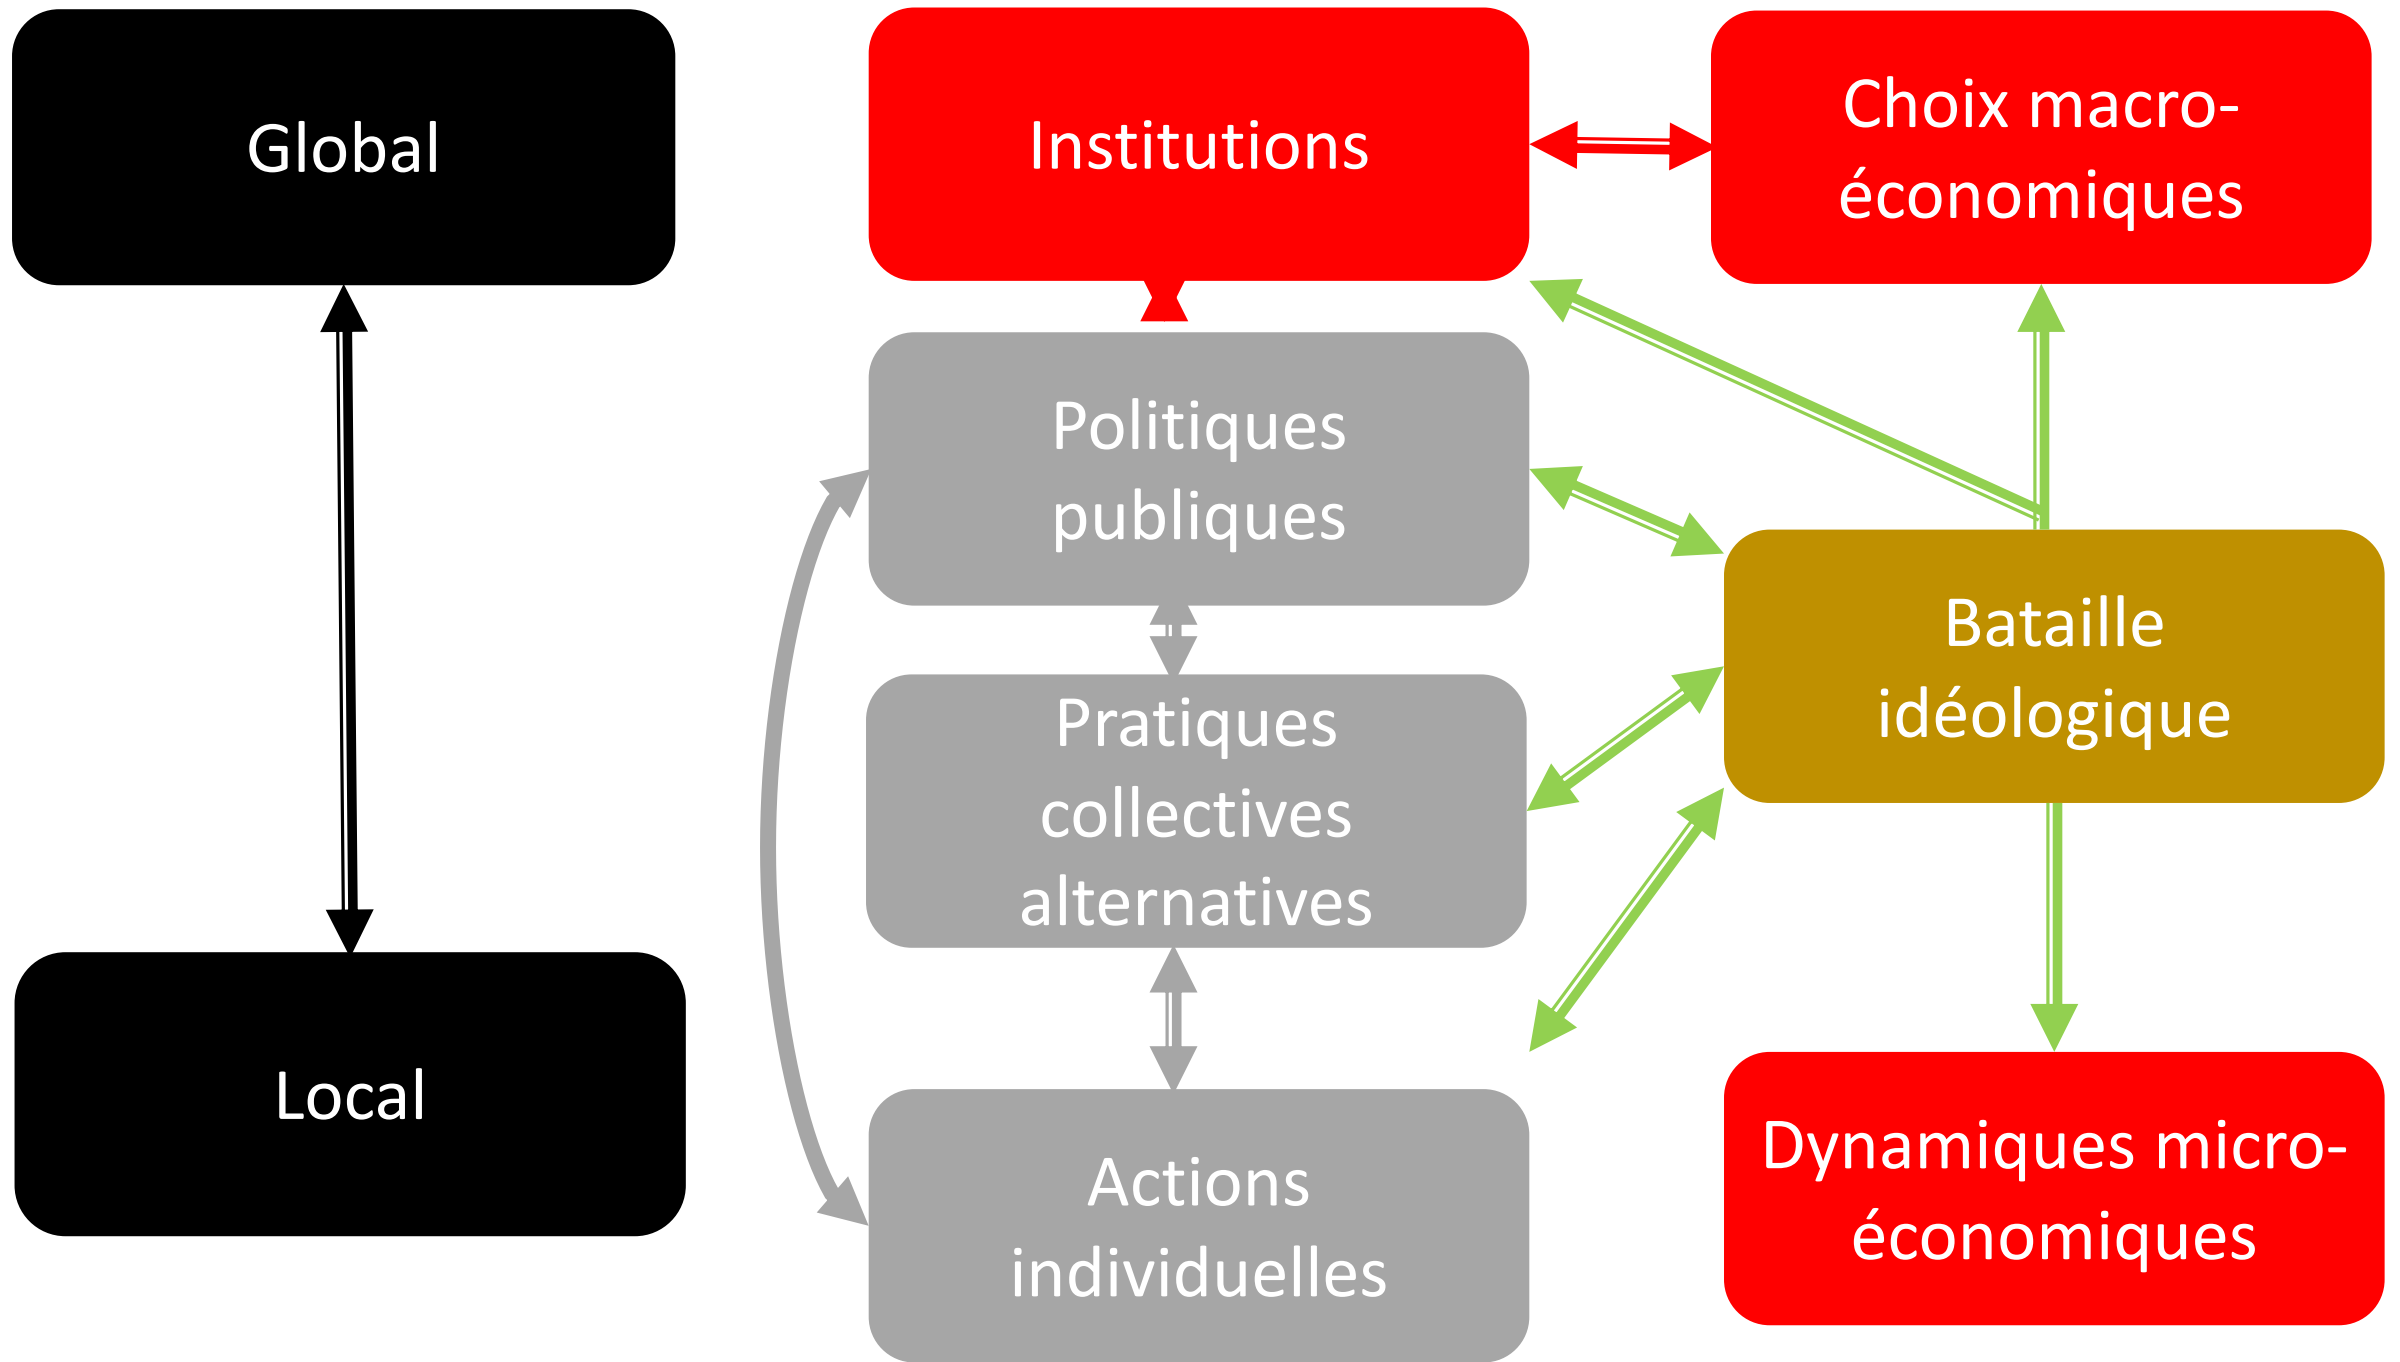 Global
Institutions
Choix macro-
économiques
Politiques
publiques
Bataille
idéologique
Pratiques
collectives
alternatives
Local
Actions
individuelles
Dynamiques micro-
économiques